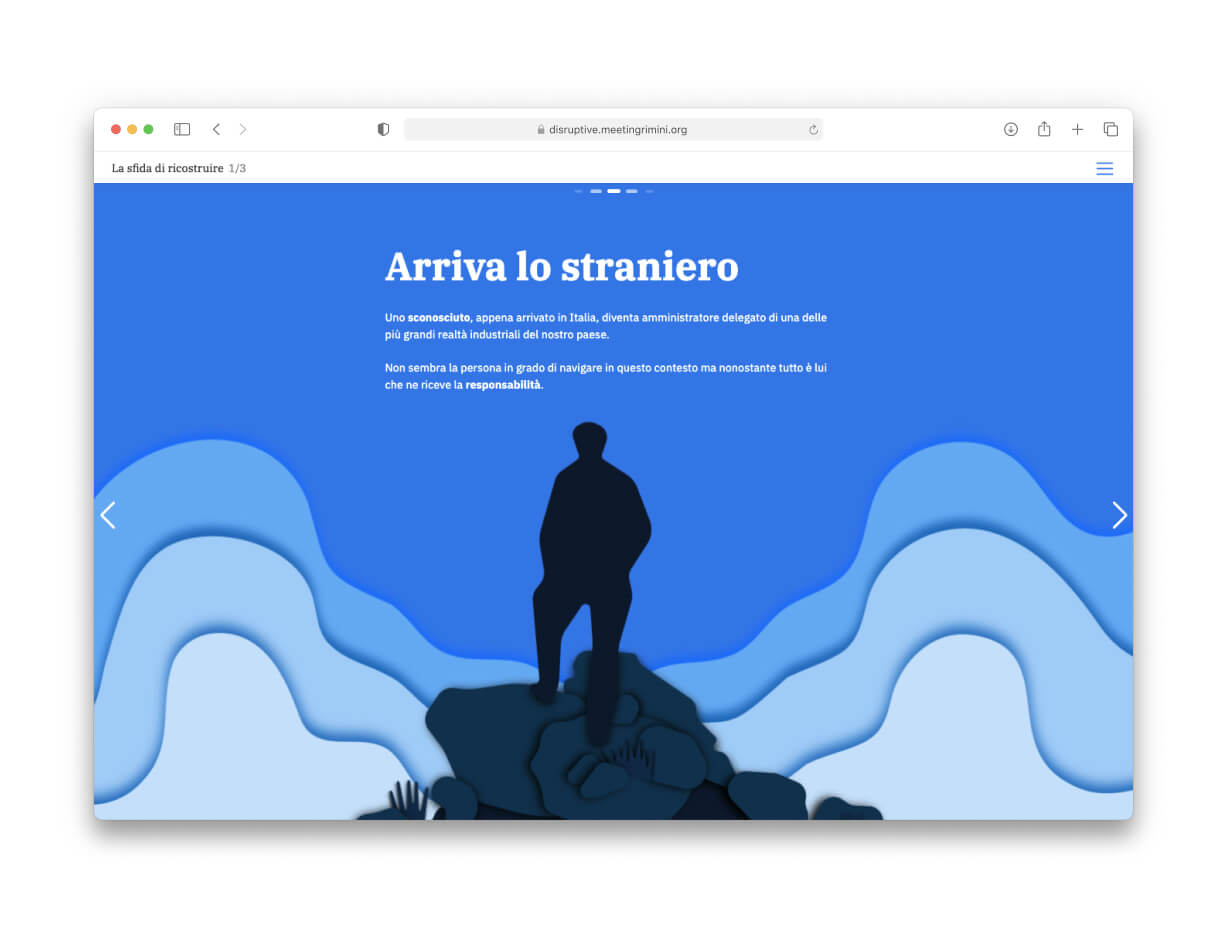 disruptive.meetingrimini.org
La sfida di ricostruire 1/3
Arriva lo straniero
Uno sconosciuto, appena arrivato in Italia, diventa amministratore delegato di una delle
più grandi realtà industriali del nostro paese.
Non sembra la persona in grado di navigare in questo contesto ma nonostante tutto è lui
che ne riceve la responsabilità.